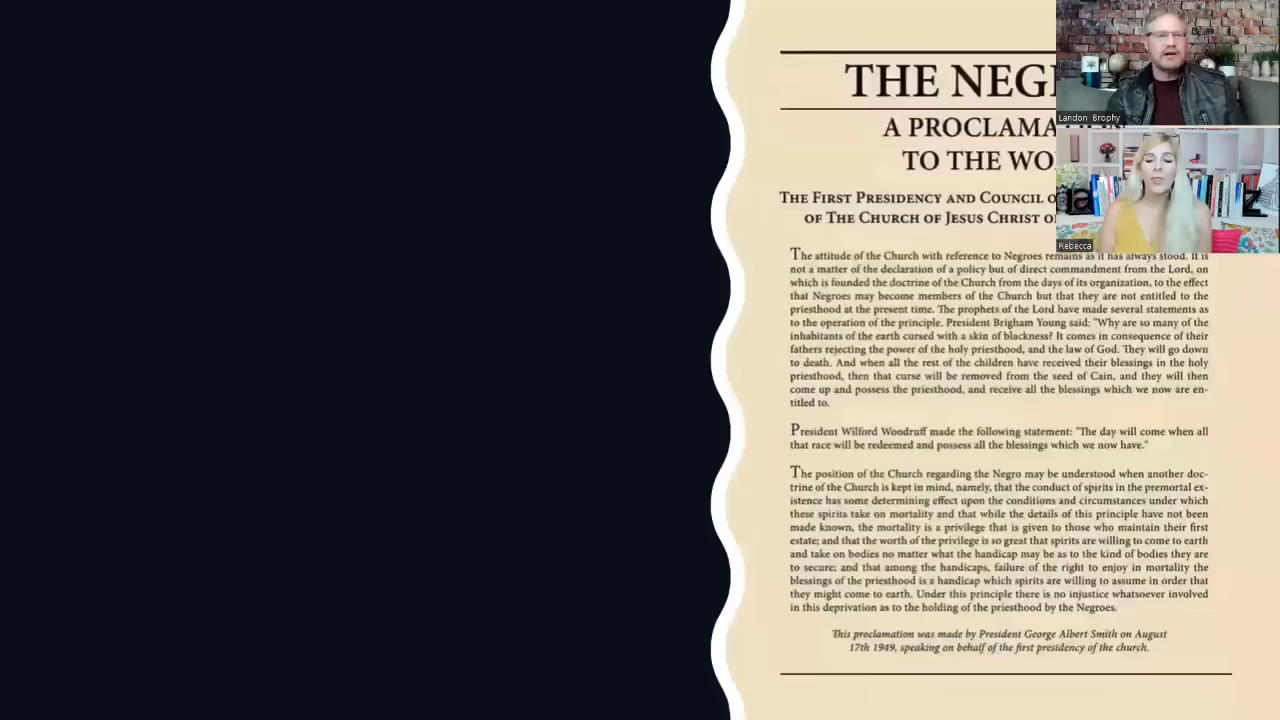 THE NEG
A PROCLAMA
TO THE WO
THE FIRST PRESIDENCY AND COUNCIL O
OF THE CHURCH OF JESUS CHRIST O
The attitude of the Church with reference to Negroes remains as it has always stood. It is
not a matter of the declaration of a policy but of direct commandment from the Lord, on
which is founded the doctrine of the Church from the days of its organization, to the effect
that Negroes may become members of the Church but that they are not entitled to the
priesthood at the present time. The prophets of the Lord have made several statements as
to the operation of the principle. President Brigham Young said: "Why are so many of the
inhabitants of the earth cursed with a skin of blackness? It comes in consequence of their
fathers rejecting the power of the holy priesthood, and the law of God. They will go down
to death. And when all the rest of the children have received their blessings in the holy
priesthood, then that curse will be removed from the seed of Cain, and they will then
come up and possess the priesthood, and receive all the blessings which we now are en-
titled to.
President Wilford Woodruff made the following statement: "The day will come when all
that race will be redeemed and possess all the blessings which we now have."
The position of the Church regarding the Negro may be understood when another doc-
trine of the Church is kept in mind, namely, that the conduct of spirits in the premortal ex-
istence has some determining effect upon the conditions and circumstances under which
these spirits take on mortality and that while the details of this principle have not been
made known, the mortality is a privilege that is given to those who maintain their first
estate; and that the worth of the privilege is so great that spirits are willing to come to earth
and take on bodies no matter what the handicap may be as to the kind of bodies they are
to secure; and that among the handicaps, failure of the right to enjoy in mortality the
blessings of the priesthood is a handicap which spirits are willing to assume in order that
they might come to earth. Under this principle there is no injustice whatsoever involved
in this deprivation as to the holding of the priesthood by the Negroes.
This proclamation was made by President George Albert Smith on August
17th 1949, speaking on behalf of the first presidency of the church.
Landon Brophy
Rebecca